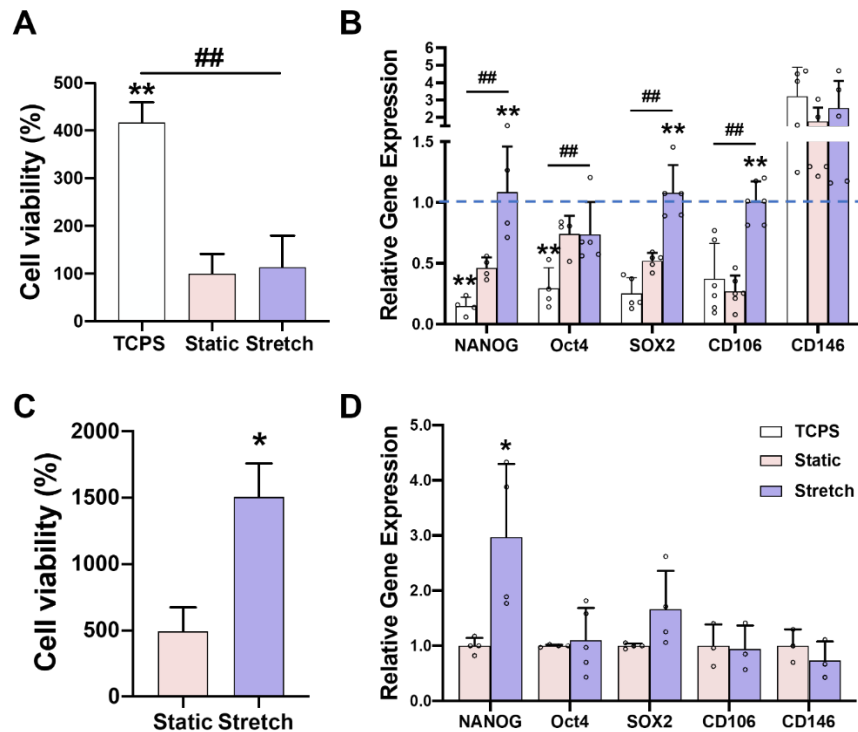 A
Cell viability (%)
500
400
300
200
100
0
**
##
TCPS Static Stretch
B
Relative Gene Expression
6
5
4
3
2
1.5
1.0
0.5
0.0
##
**
**
##
**
##
**
##
**
NANOG Oct4 SOX2 CD106 CD146
C
Cell viability (%)
2000
1500
1000
500
0
*
Static Stretch
D
Relative Gene Expression
5.0
4.0
3.0
2.0
1.0
0.0
*
TCPS
Static
Stretch
NANOG Oct4 SOX2 CD106 CD146